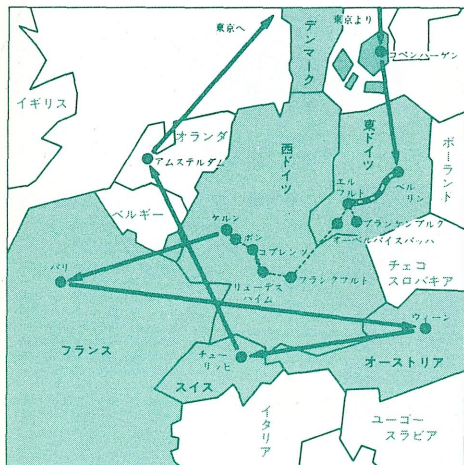 東京へ
デンマーク
東京より
コペンハーゲン
イギリス
オランダ
アムステルダム
西ドイツ
東ドイツ
ポーランド
ベルリン
エルフルト
ブランケンブルク
オーベルバイスバッハ
ベルギー
ケルン
ボン
コブレンツ
リューデスハイム
フランクフルト
チェコ
スロバキア
パリ
ウィーン
フランス
チューリッヒ
スイス
オーストリア
イタリア
ユーゴー
スラビア